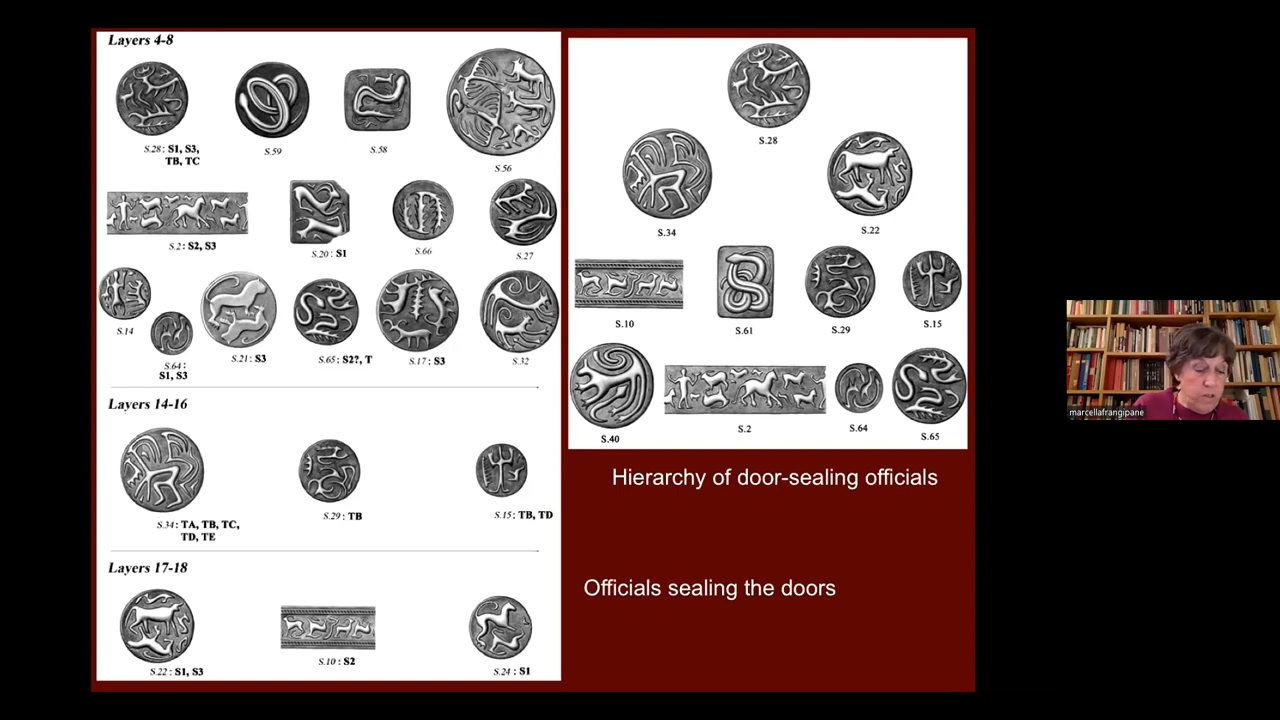 Layers 4-8
S.28: S1, S3,
TB, TC
S.59
S.58
S.56
S.2: S2, S3
S.20: S1
S.66
S.27
S.14
S.64:
S1, S3
S.21: S3
S.65: S2?, T
S.17: S3
S.32
Layers 14-16
S.34: TA, TB, TC,
TD, TE
S.29: TB
S.15: TB, TD
Layers 17-18
S.22: S1, S3
S.10: S2
S.24: S1
S.28
S.34
S.22
S.10
S.61
S.29
S.15
S.40
S.2
S.64
S.65
Hierarchy of door-sealing officials
Officials sealing the doors
marcellafrangipane